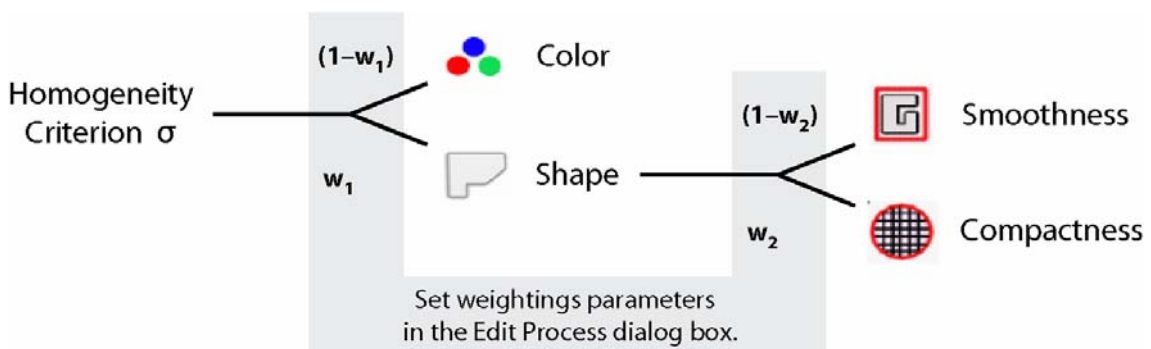 Homogeneity
Criterion σ
(1–w1)
w1
Color
Shape
(1–w2)
w2
Smoothness
Compactness
Set weightings parameters
in the Edit Process dialog box.